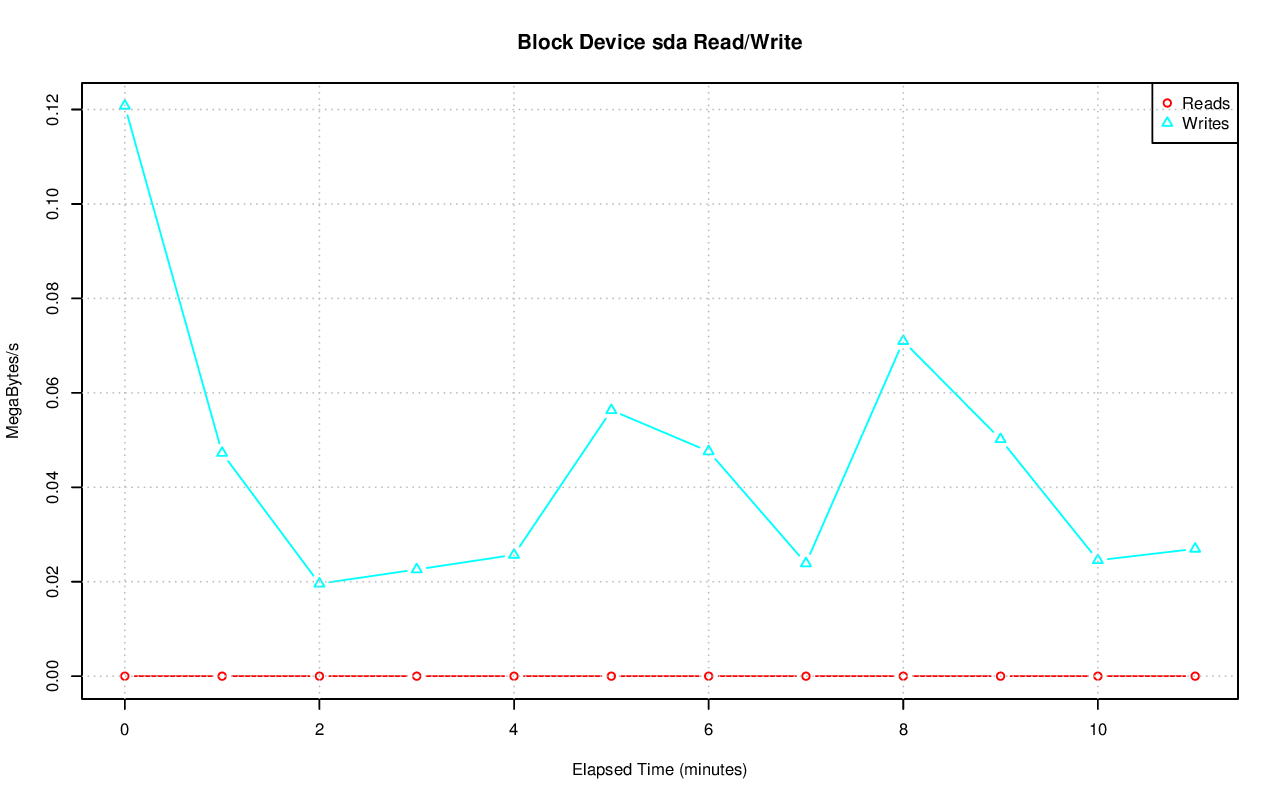 Block Device sda Read/Write
Reads
Writes
MegaBytes/s
0.12
0.10
0.08
0.06
0.04
0.02
0.00
0 2 4 6 8 10
Elapsed Time (minutes)